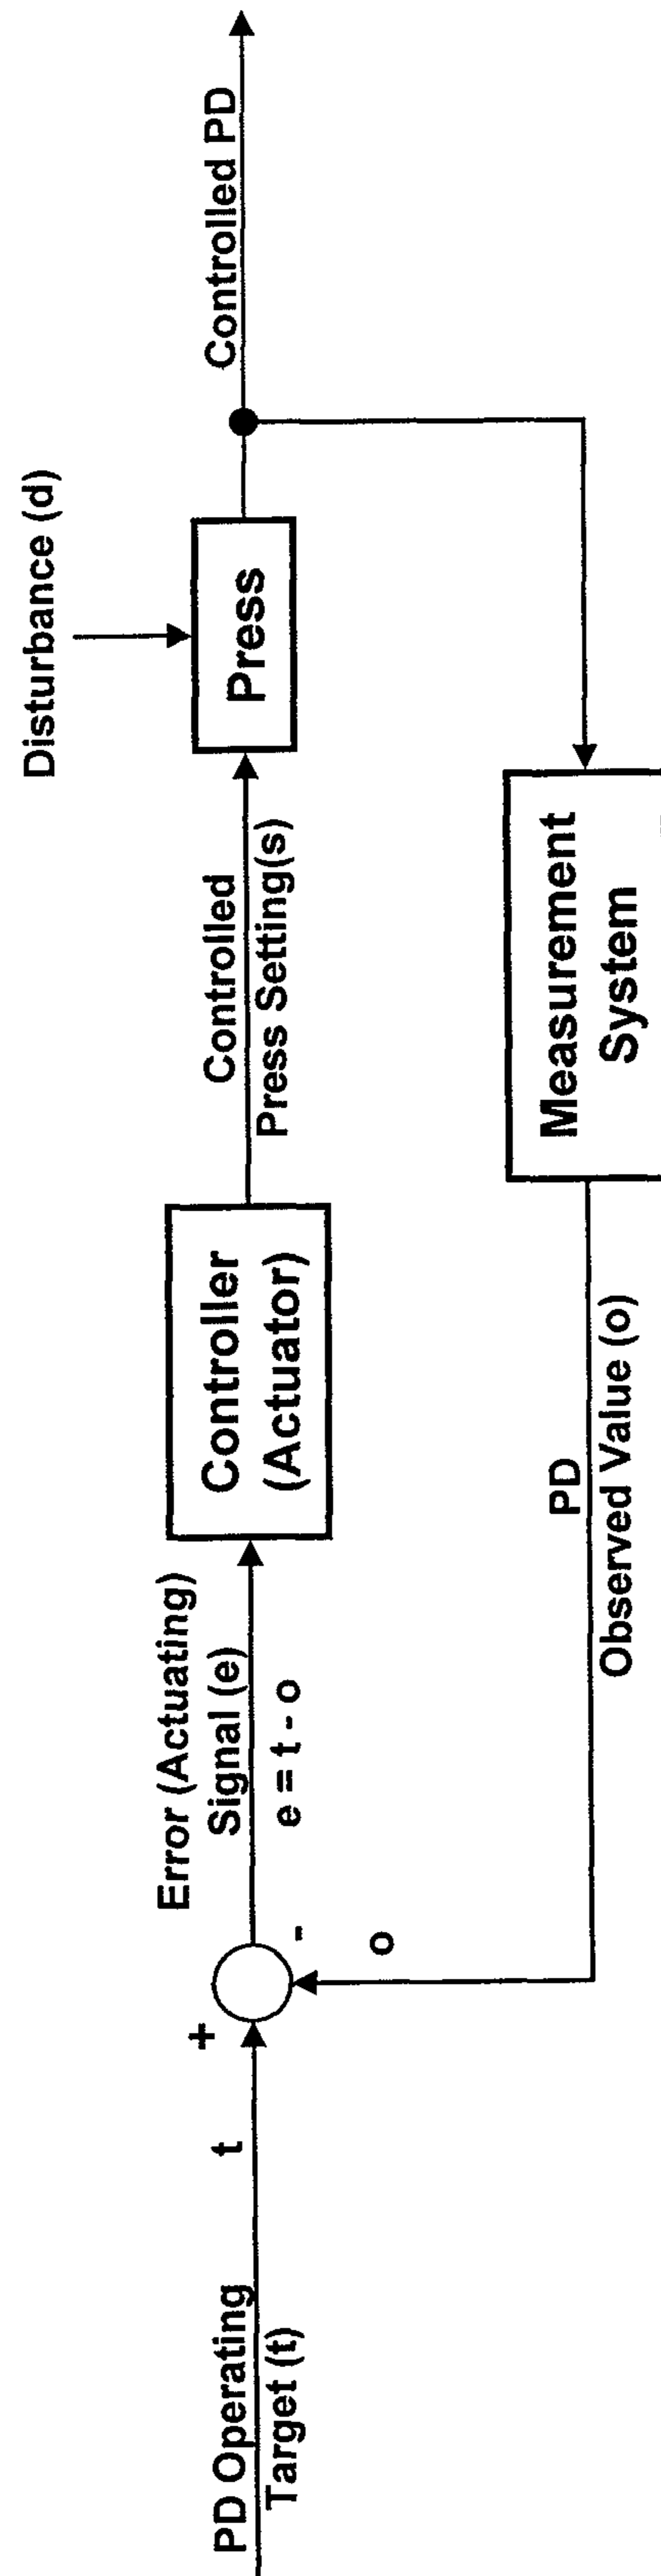 PD Operating
Target (t)
t
+
-
o
Error (Actuating)
Signal (e)
e = t - o
Controller
(Actuator)
Controlled
Press Setting(s)
Disturbance (d)
Press
Controlled PD
Measurement
System
PD
Observed Value (o)